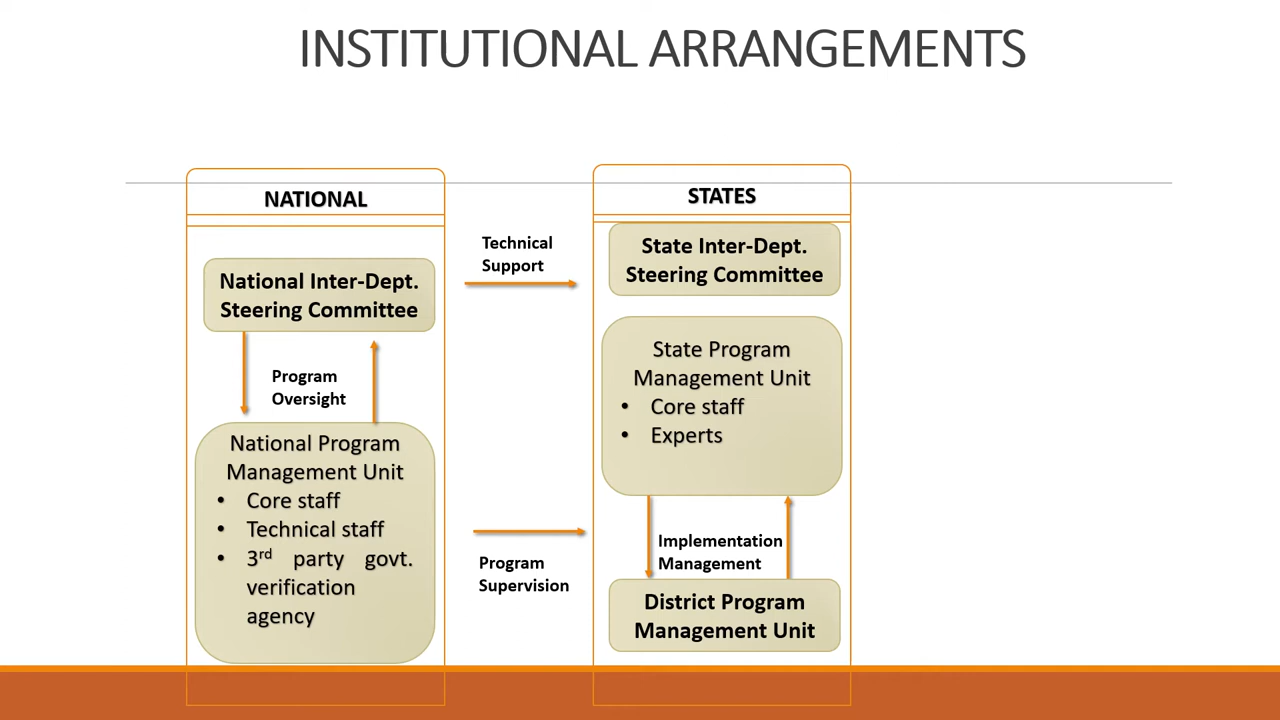 INSTITUTIONAL ARRANGEMENTS
NATIONAL
National Inter-Dept.
Steering Committee
Program
Oversight
National Program
Management Unit
• Core staff
• Technical staff
• 3rd party govt.
verification
agency
Technical
Support
Program
Supervision
STATES
State Inter-Dept.
Steering Committee
State Program
Management Unit
• Core staff
• Experts
Implementation
Management
District Program
Management Unit